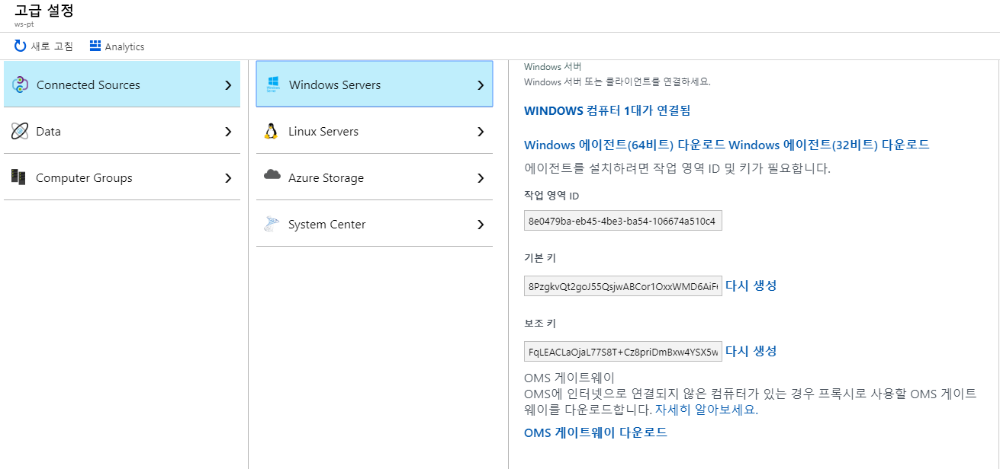 고급 설정
ws-pt
새로 고침 Analytics
Connected Sources
Data
Computer Groups
Windows Servers
Linux Servers
Azure Storage
System Center
Windows 서버
Windows 서버 또는 클라이언트를 연결하세요.
WINDOWS 컴퓨터 1대가 연결됨
Windows 에이전트(64비트) 다운로드 Windows 에이전트(32비트) 다운로드
에이전트를 설치하려면 작업 영역 ID 및 키가 필요합니다.
작업 영역 ID
8e0479ba-eb45-4be3-ba54-106674a510c4
기본 키
8PzgkvQt2goJ55QsjwABCor1OxxWMD6AiF 다시 생성
보조 키
FqLEACLaOjaL77S8T+Cz8priDmBxw4YSX5w 다시 생성
OMS 게이트웨이
OMS에 인터넷으로 연결되지 않은 컴퓨터가 있는 경우 프록시로 사용할 OMS 게이트
웨이를 다운로드합니다. 자세히 알아보세요.
OMS 게이트웨이 다운로드